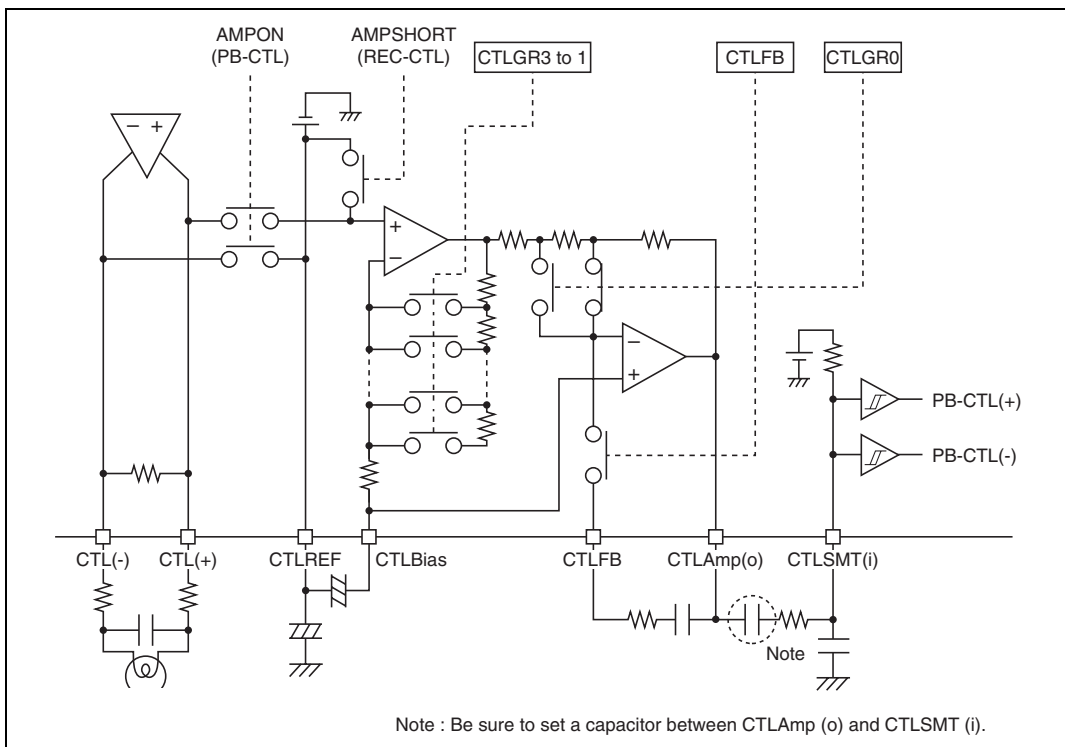 AMPON
(PB-CTL)
AMPSHORT
(REC-CTL)
CTLGR3 to 1
CTLFB
CTLGR0
− +
+
−
−
+
PB-CTL(+)
PB-CTL(-)
CTL(-)
CTL(+)
CTLREF
CTLBias
CTLFB
CTLAmp(o)
CTLSMT(i)
Note
Note : Be sure to set a capacitor between CTLAmp (o) and CTLSMT (i).